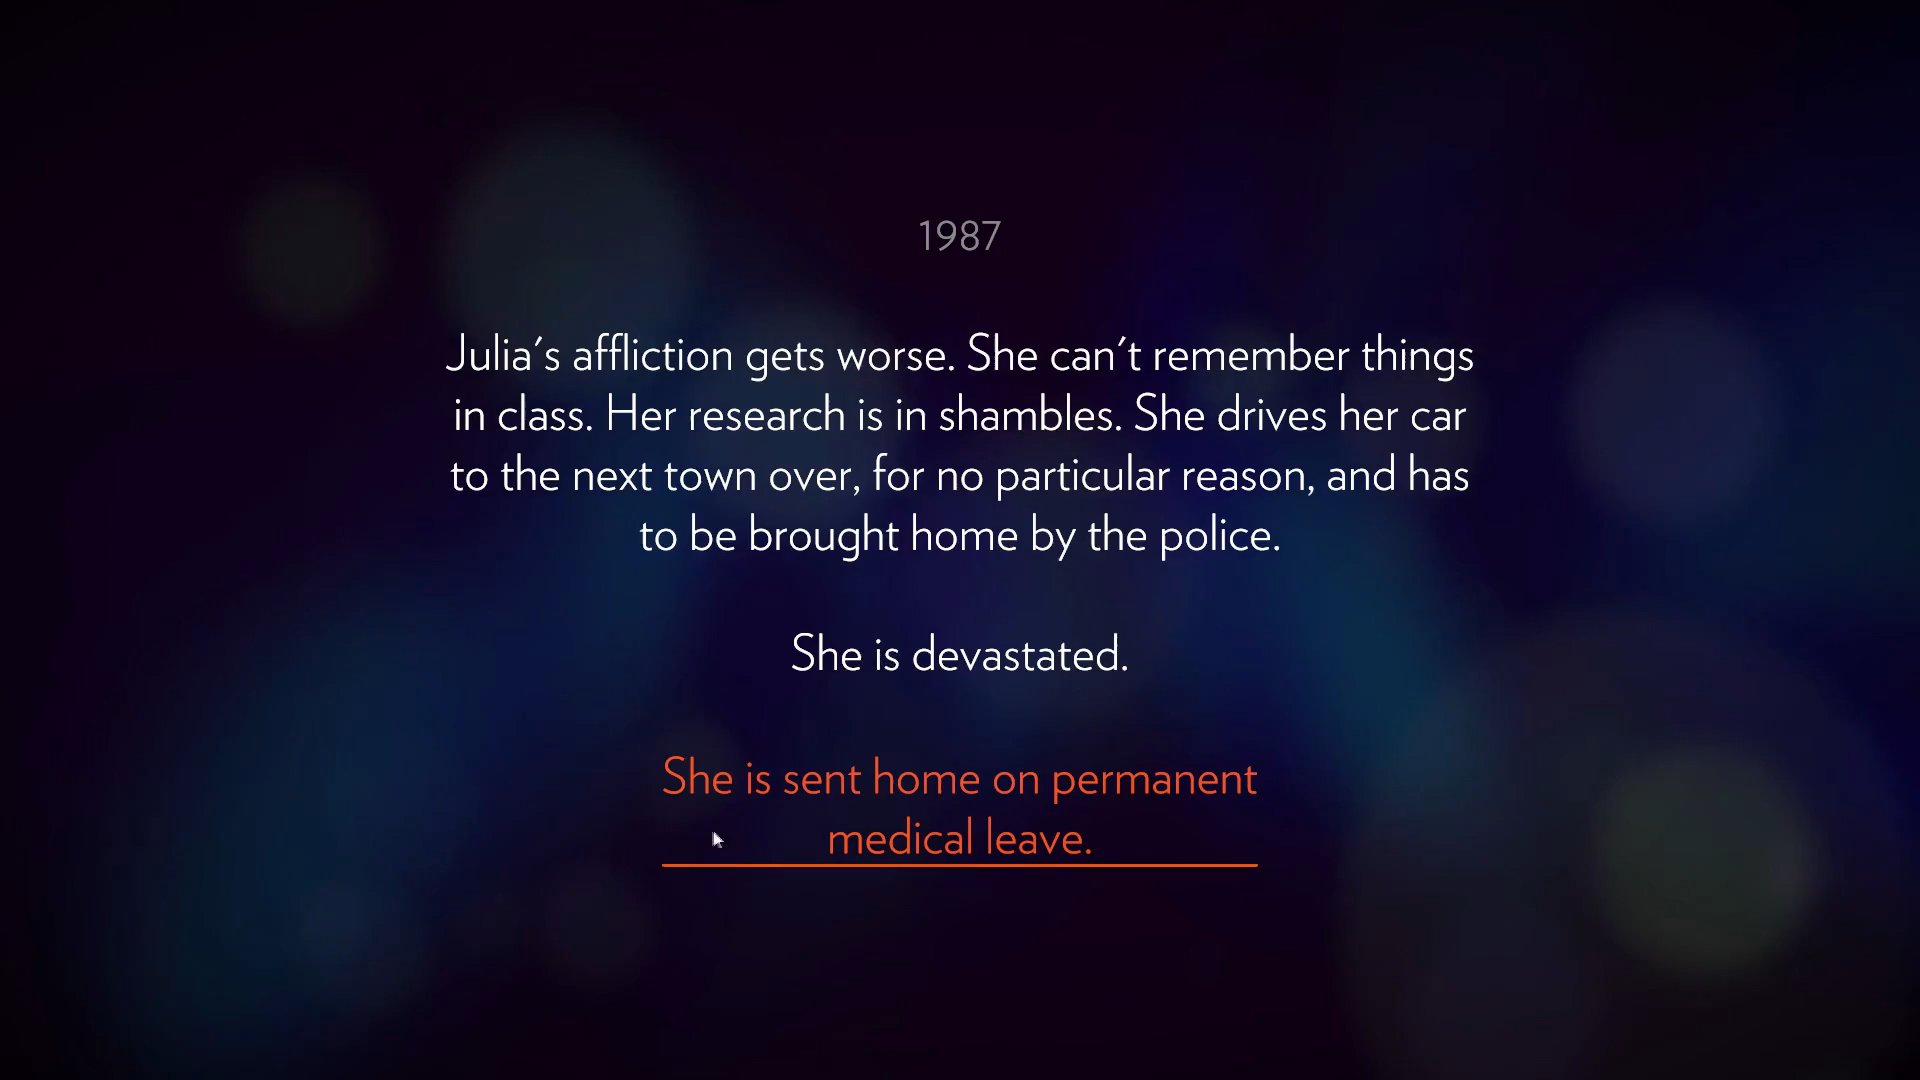 1987
Julia's affliction gets worse. She can't remember things
in class. Her research is in shambles. She drives her car
to the next town over, for no particular reason, and has
to be brought home by the police.
She is devastated.
She is sent home on permanent
medical leave.